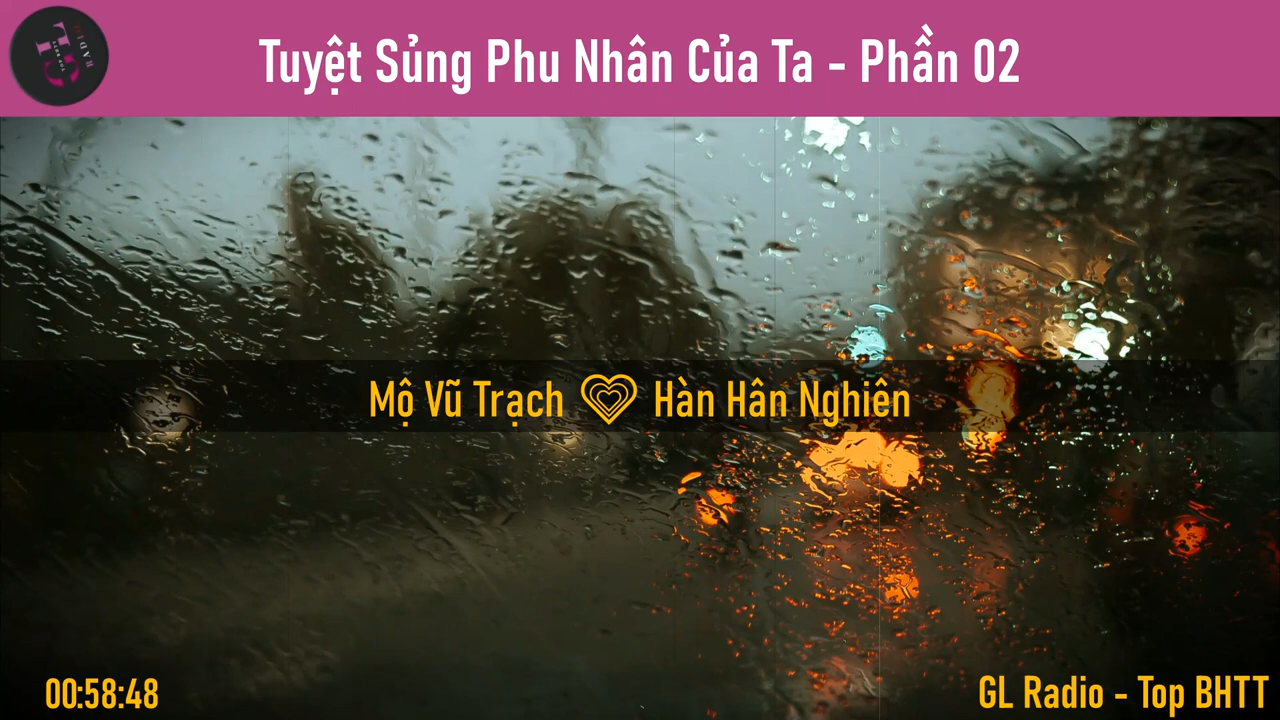 Tuyệt Sủng Phu Nhân Của Ta - Phần 02
Mộ Vũ Trạch Hàn Hân Nghiên
00:58:48
GL Radio - Top BHTT